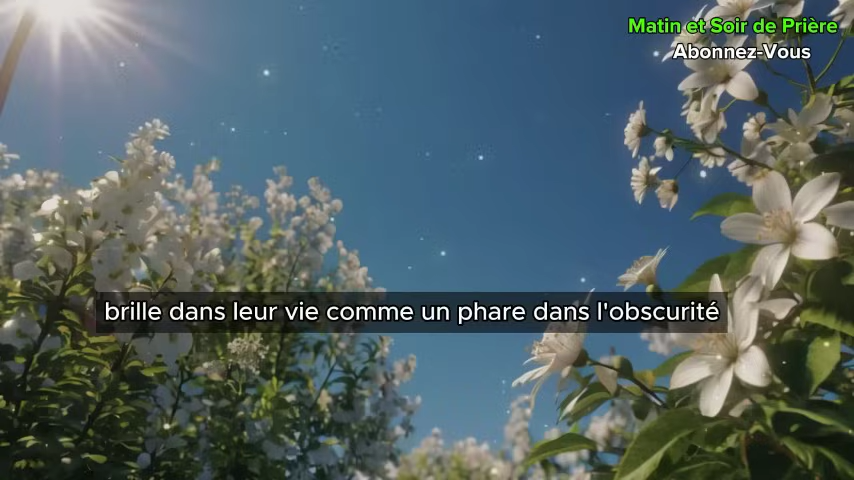 Matin et Soir de Prière
Abonnez-Vous
brille dans leur vie comme un phare dans l'obscurité